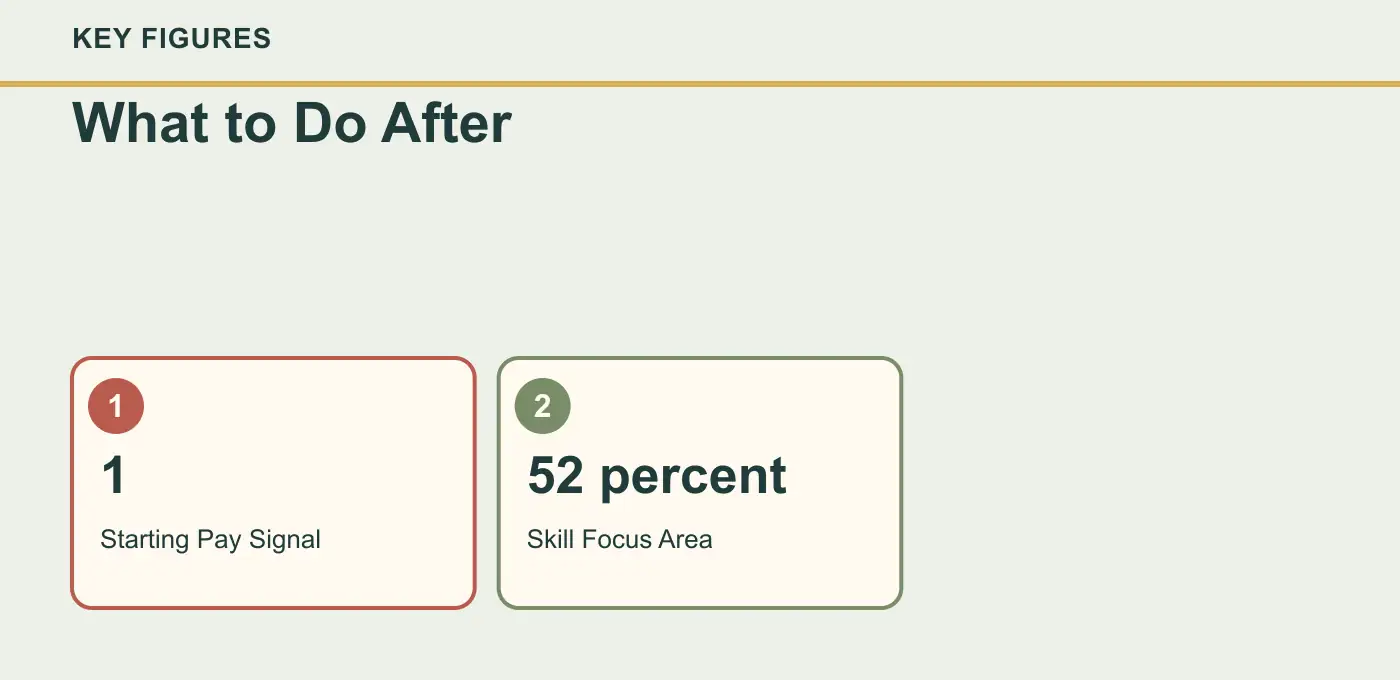 KEY FIGURES
What to Do After
1
1
Starting Pay Signal
2
52 percent
Skill Focus Area